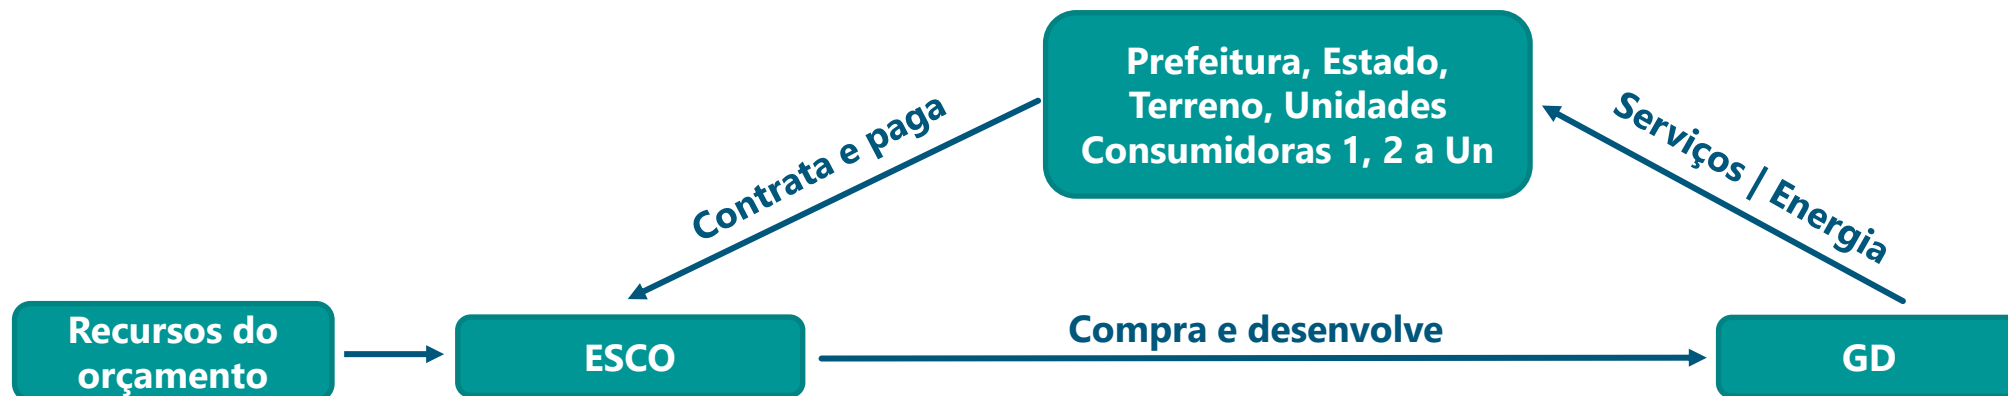 Prefeitura, Estado,
Terreno, Unidades
Consumidoras 1, 2 a Un
Contrata e paga
Serviços | Energia
Recursos do
orçamento
ESCO
Compra e desenvolve
GD